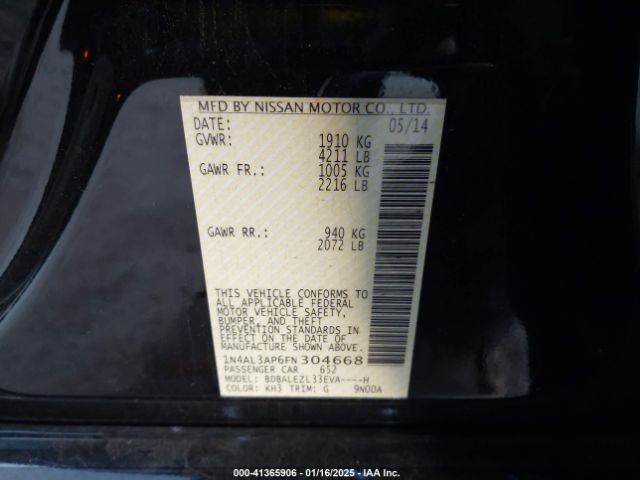 MFD BY NISSAN MOTOR CO., LTD.
DATE: 05/14
GVWR: 1910 KG
4211 LB
GAWR FR.: 1005 KG
2216 LB
GAWR RR.: 940 KG
2072 LB
THIS VEHICLE CONFORMS TO
ALL APPLICABLE FEDERAL
MOTOR VEHICLE SAFETY,
BUMPER, AND THEFT
PREVENTION STANDARDS IN
EFFECT ON THE DATE OF
MANUFACTURE SHOWN ABOVE.
1N4AL3AP6FN 304668
PASSENGER CAR 652
MODEL: BDBALEZL33EVA----H
COLOR: KH3 TRIM: G 9N00A
000-41365906 - 01/16/2025 - IAA Inc.